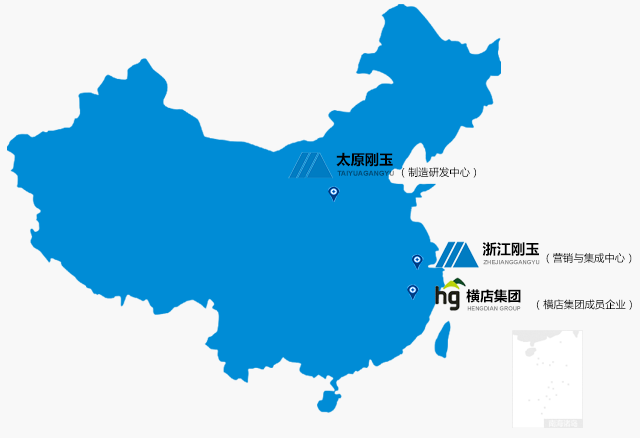 太原刚玉
TAIYUAGANGYU
（制造研发中心）
浙江刚玉
ZHEJIANGGANGYU
（营销与集成中心）
hg
横店集团
HENGDIAN GROUP
（横店集团成员企业）